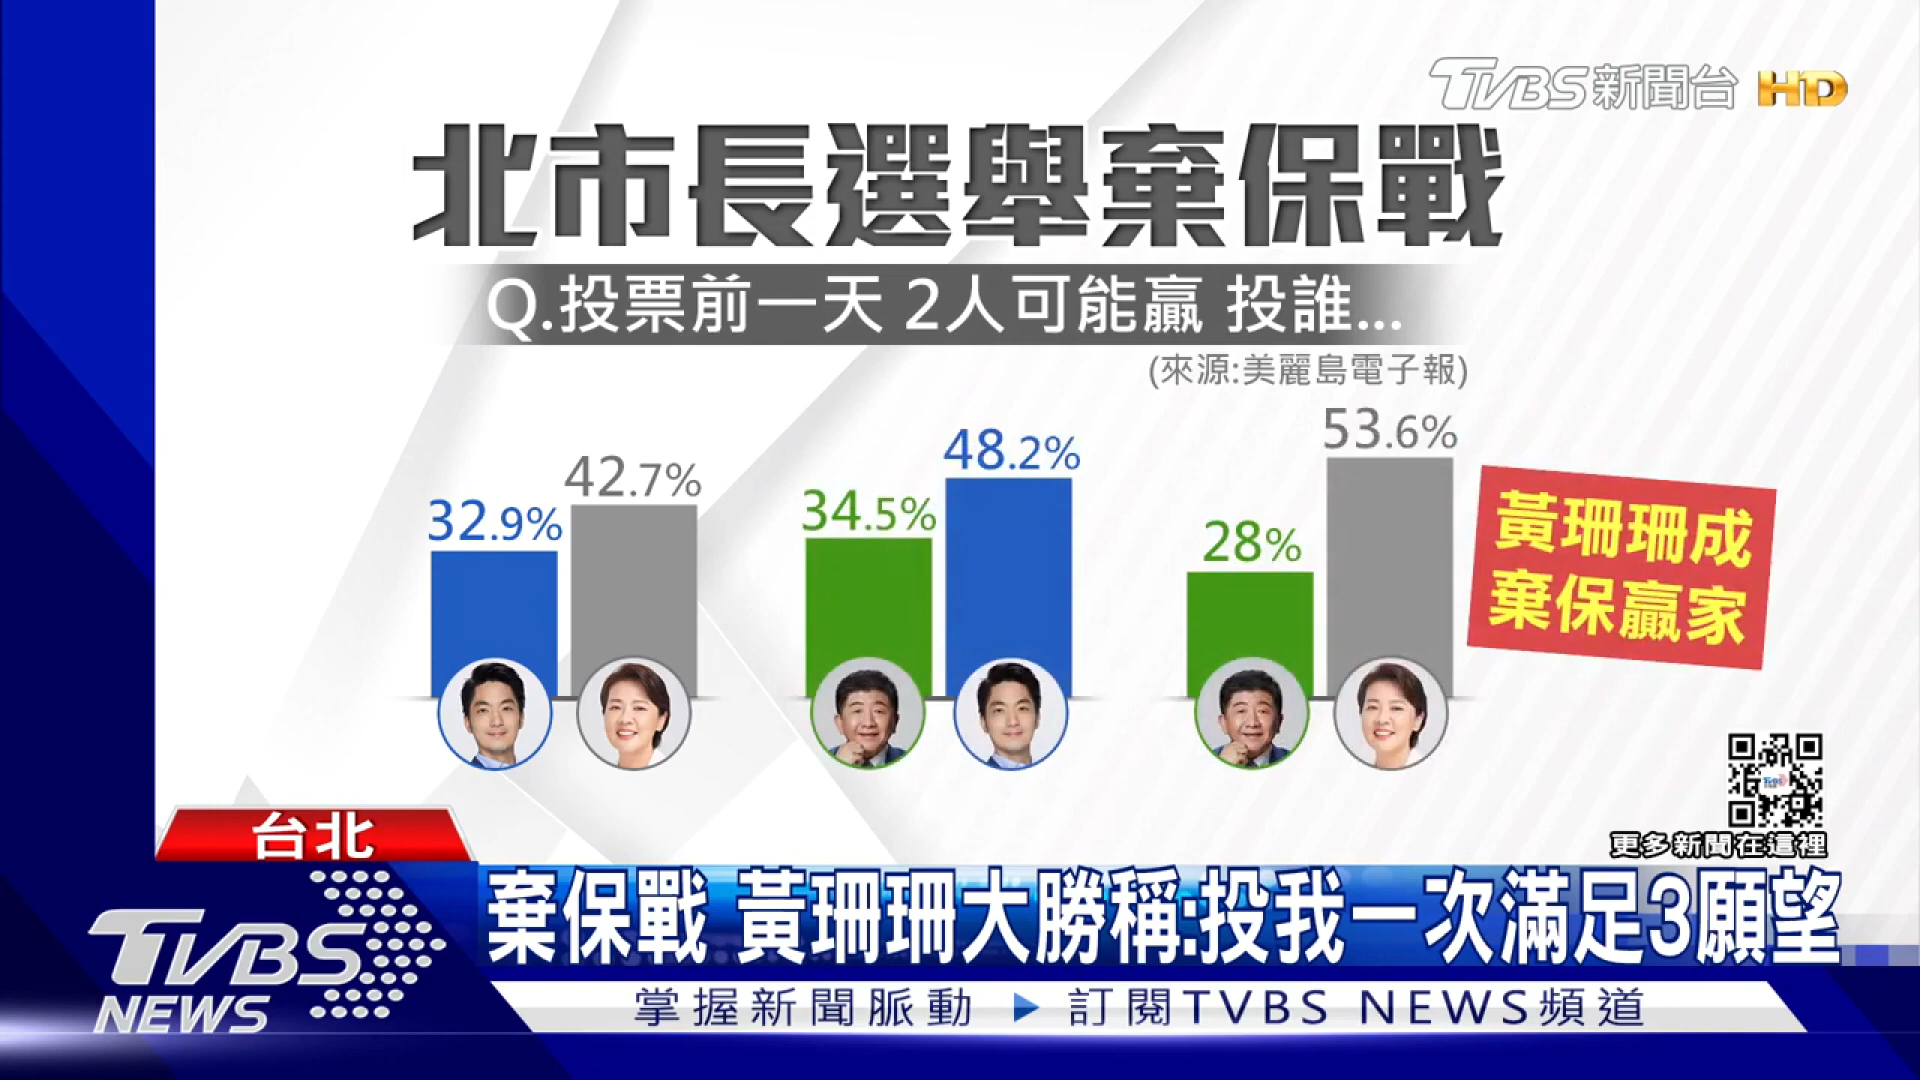 TVBS新聞台 HD
北市長選舉棄保戰
Q.投票前一天 2人可能贏 投誰...
(來源:美麗島電子報)
32.9%
42.7%
34.5%
48.2%
28%
53.6%
黃珊珊成
棄保贏家
TVBS
更多新聞在這裡
台北
棄保戰 黃珊珊大勝稱:投我一次滿足3願望
TVBS
NEWS
掌握新聞脈動 ▶ 訂閱TVBS NEWS頻道